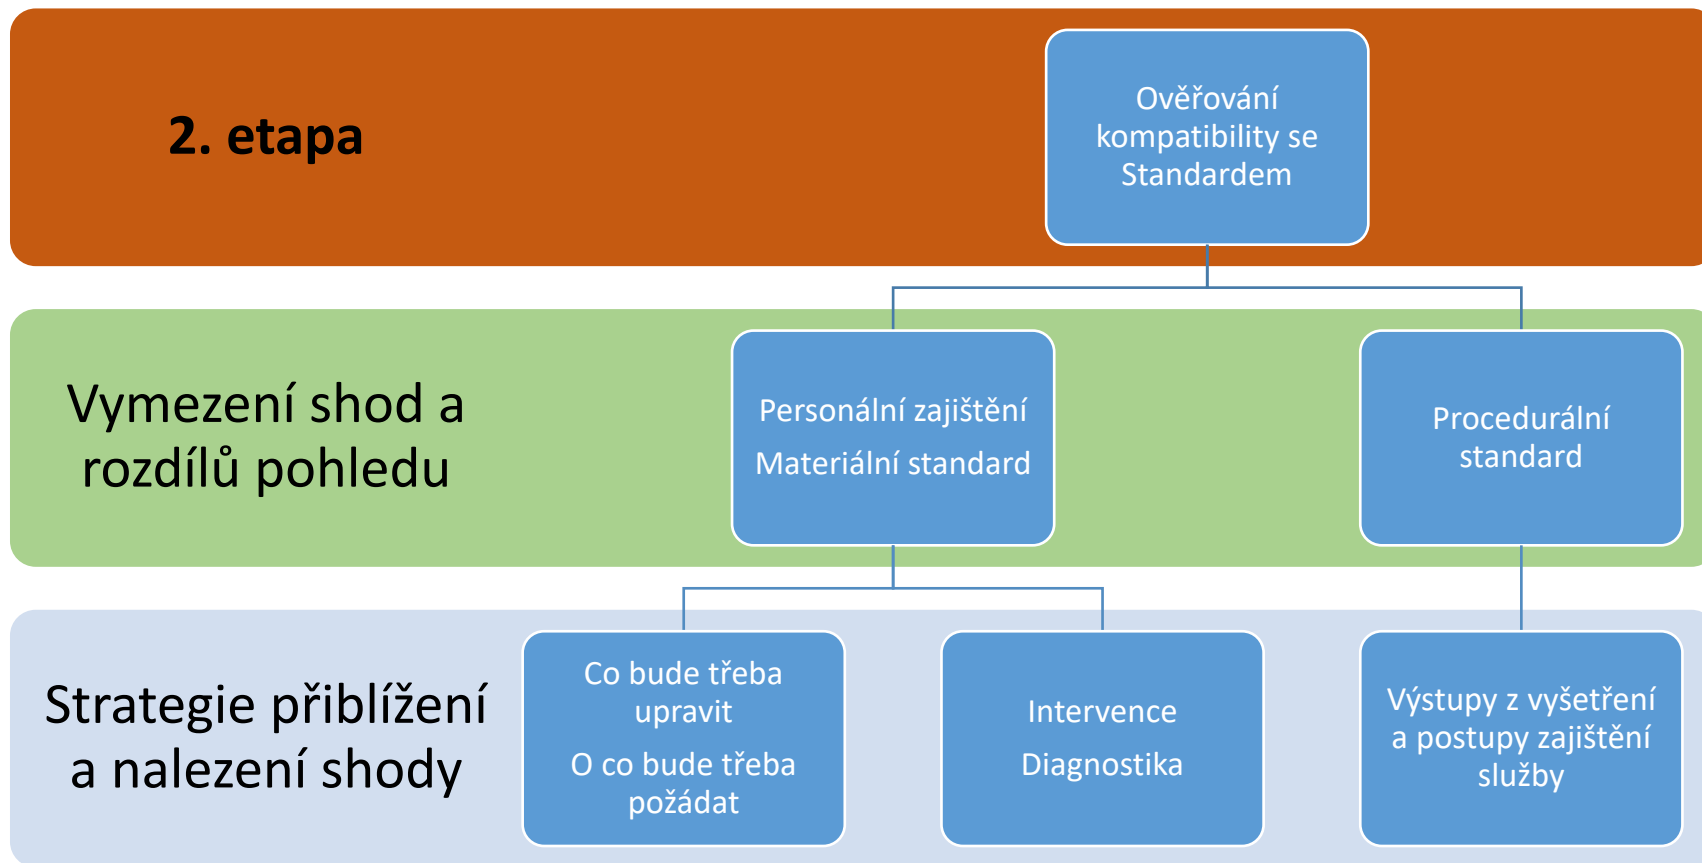 2. etapa
Ověřování
kompatibility se
Standardem
Vymezení shod a
rozdílů pohledu
Personální zajištění
Materiální standard
Procedurální
standard
Strategie přiblížení
a nalezení shody
Co bude třeba
upravit
O co bude třeba
požádat
Intervence
Diagnostika
Výstupy z vyšetření
a postupy zajištění
služby